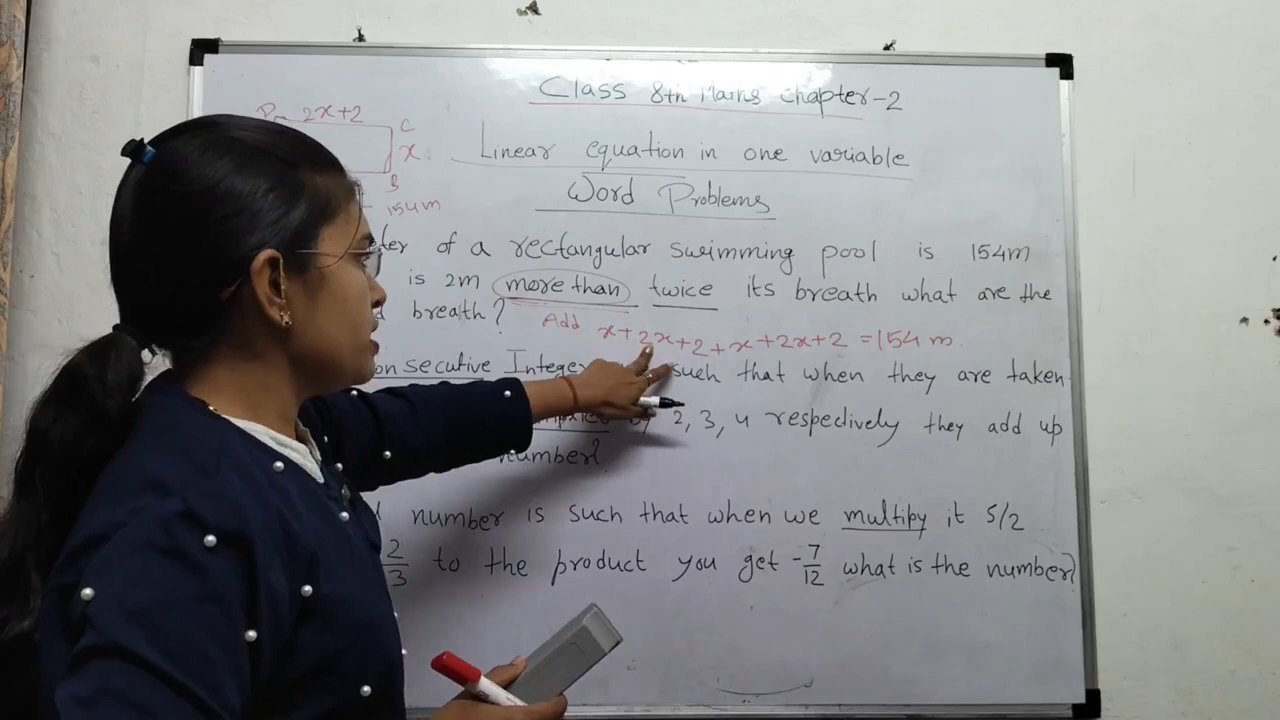 Class 8th Maths Chapter-2
2x+2
C
x
Linear equation in one variable
B
154m
Word Problems
of a rectangular swimming pool is 154m
is 2m more than twice its breath what are the
breath?
Add x+2x+2+x+2x+2 =154 m.
onsecutive such that when they are taken
2, 3, 4 respectively they add up
number?
number is such that when we multipy it 5/2
2/3 to the product you get -7/12 what is the number?